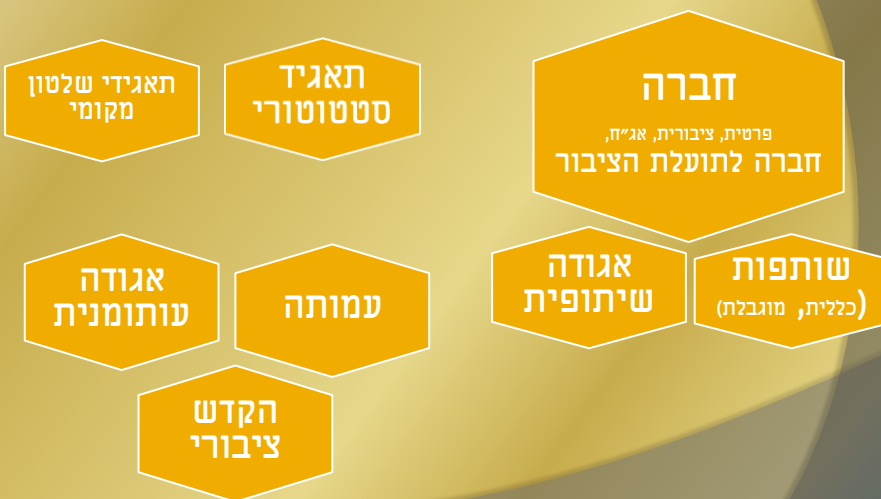 חברה
פרטית, ציבורית, אג״ח,
חברה לתועלת הציבור
תאגיד
סטטוטורי
תאגידי שלטון
מקומי
שותפות
(כללית, מוגבלת)
אגודה
שיתופית
עמותה
אגודה
עותומנית
הקדש
ציבורי